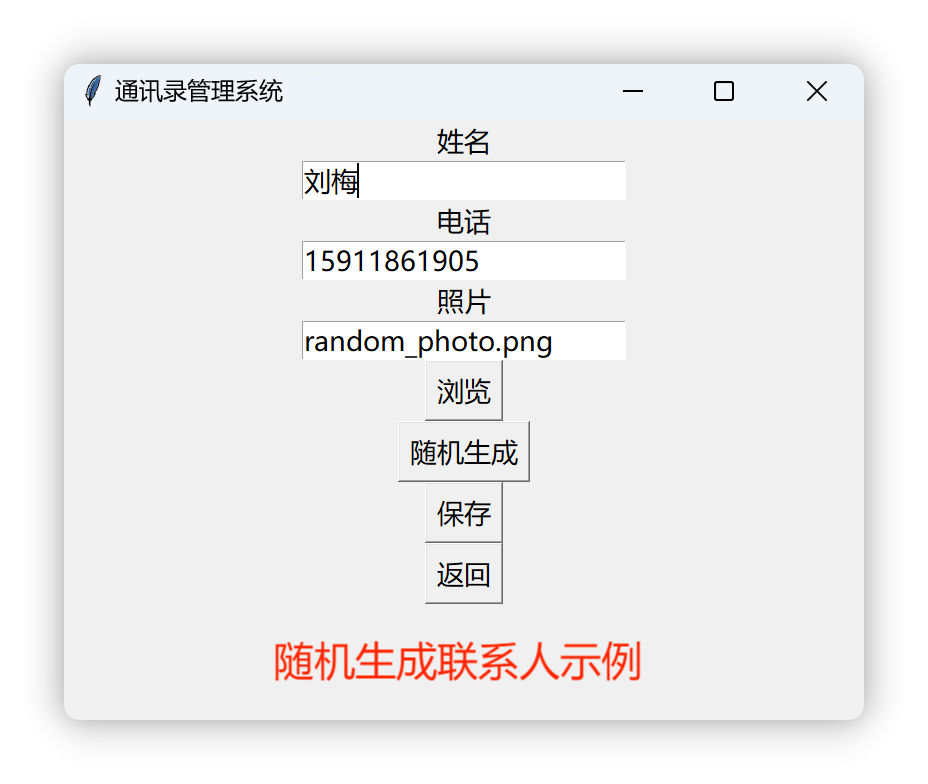 通讯录管理系统
姓名
刘梅
电话
15911861905
照片
random_photo.png
浏览
随机生成
保存
返回
随机生成联系人示例